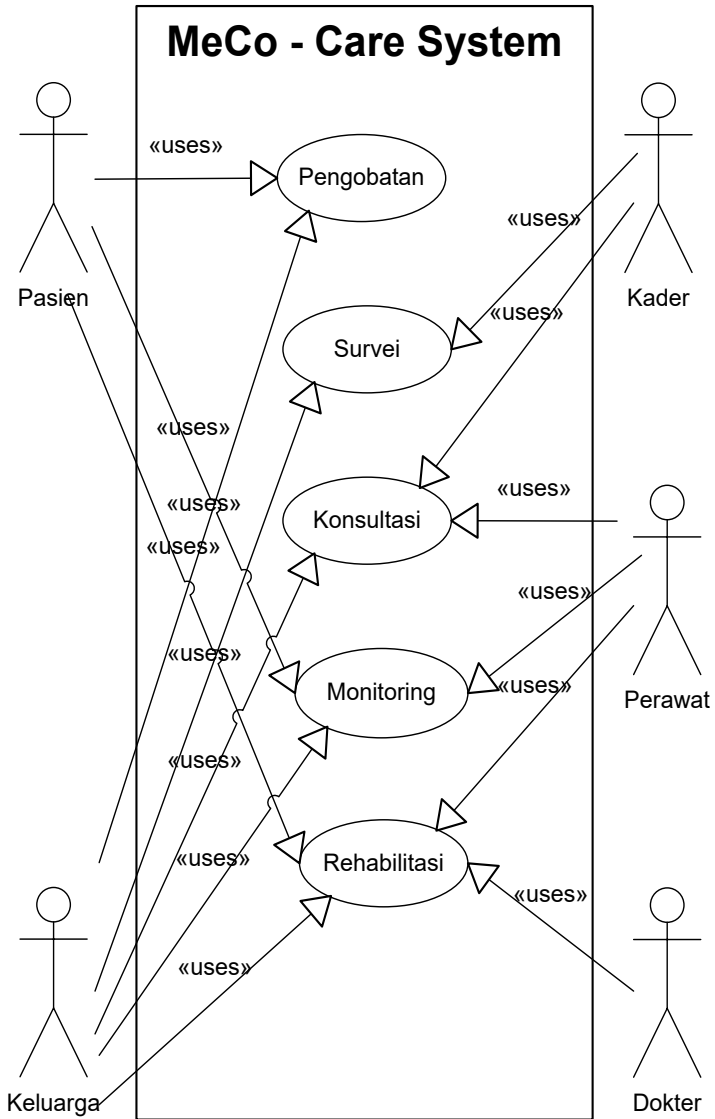 MeCo - Care System
«uses»
Pengobatan
«uses»
Pasien
Kader
«uses»
Survei
«uses»
«uses»
«uses»
Konsultasi
«uses»
«uses»
«uses»
«uses»
Monitoring
«uses»
Perawat
«uses»
«uses»
Rehabilitasi
«uses»
«uses»
Keluarga
Dokter